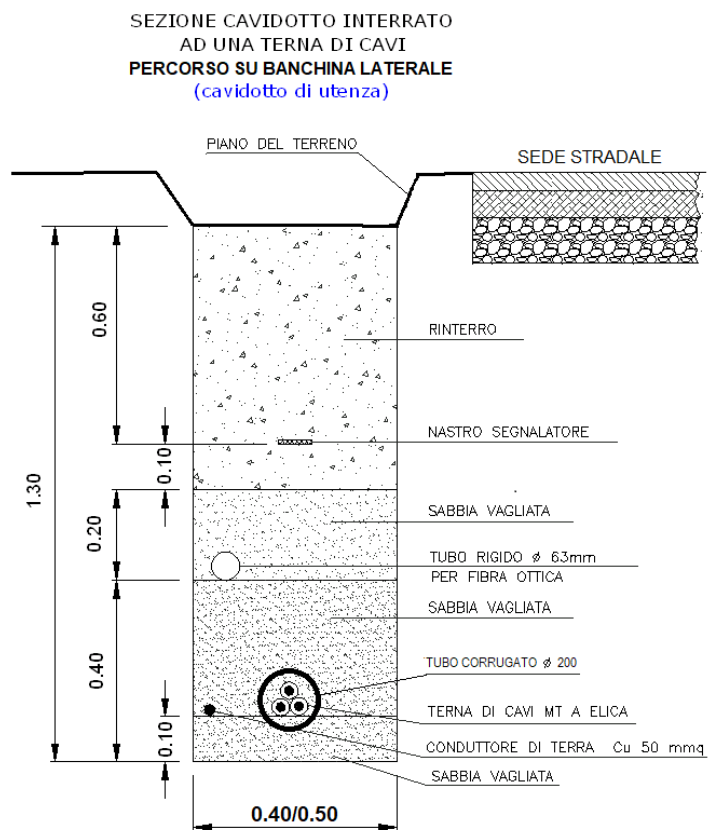 SEZIONE CAVIDOTTO INTERRATO
AD UNA TERNA DI CAVI
PERCORSO SU BANCHINA LATERALE
(cavidotto di utenza)
PIANO DEL TERRENO
SEDE STRADALE
0.60
RINTERRO
NASTRO SEGNALATORE
0.10
1.30
0.20
SABBIA VAGLIATA
TUBO RIGIDO ø 63mm
PER FIBRA OTTICA
SABBIA VAGLIATA
0.40
TUBO CORRUGATO ø 200
TERNA DI CAVI MT A ELICA
0.10
CONDUTTORE DI TERRA Cu 50 mmq
SABBIA VAGLIATA
0.40/0.50